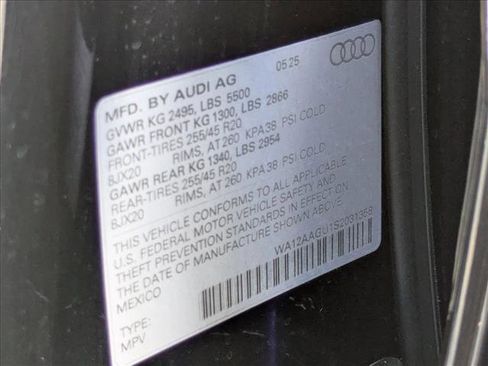 MFD. BY AUDI AG 05 25
GVWR KG 2495, LBS 5500
GAWR FRONT KG 1300, LBS 2866
FRONT-TIRES 255/45 R20
8JX20 RIMS, AT 260 KPA38 PSI COLD
GAWR REAR KG 1340, LBS 2954
REAR-TIRES 255/45 R20
8JX20 RIMS, AT 260 KPA38 PSI COLD
THIS VEHICLE CONFORMS TO ALL APPLICABLE
U.S. FEDERAL MOTOR VEHICLE SAFETY AND
THEFT PREVENTION STANDARDS IN EFFECT ON
THE DATE OF MANUFACTURE SHOWN ABOVE.
MEXICO WA12AAGU1S2031358
TYPE:
MPV